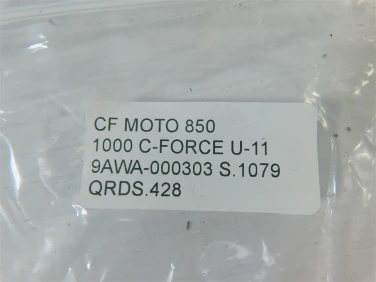 CF MOTO 850
1000 C-FORCE U-11
9AWA-000303 S.1079
QRDS.428